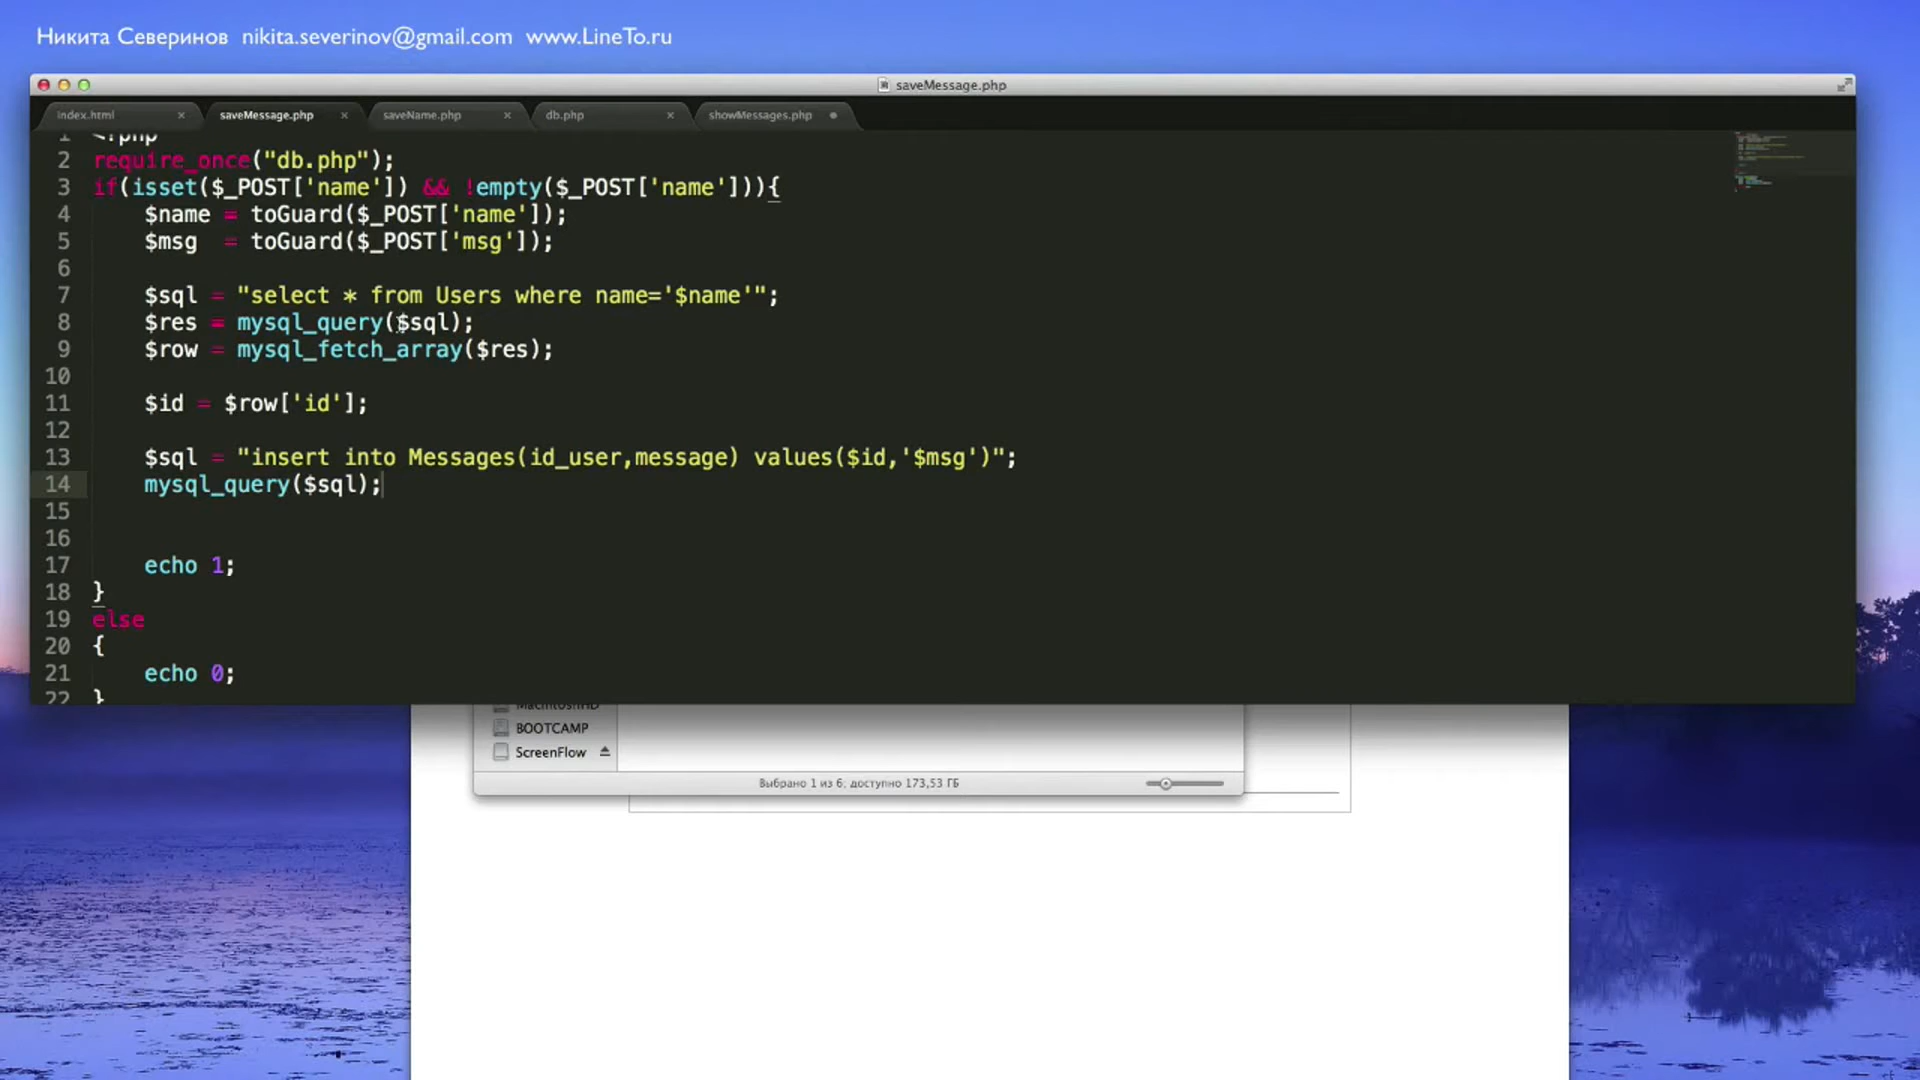 Никита Северинов nikita.severinov@gmail.com www.LineTo.ru
saveMessage.php
index.html × saveMessage.php × saveName.php × db.php × showMessages.php
1 <?php
2 require_once("db.php");
3 if(isset($_POST['name']) && !empty($_POST['name'])){
4 $name = toGuard($_POST['name']);
5 $msg = toGuard($_POST['msg']);
6
7 $sql = "select * from Users where name='$name'";
8 $res = mysql_query($sql);
9 $row = mysql_fetch_array($res);
10
11 $id = $row['id'];
12
13 $sql = "insert into Messages(id_user,message) values($id,'$msg')";
14 mysql_query($sql);
15
16
17 echo 1;
18 }
19 else
20 {
21 echo 0;
22 }
MacintoshHD
BOOTCAMP
ScreenFlow
Выбрано 1 из 6; доступно 173,53 ГБ